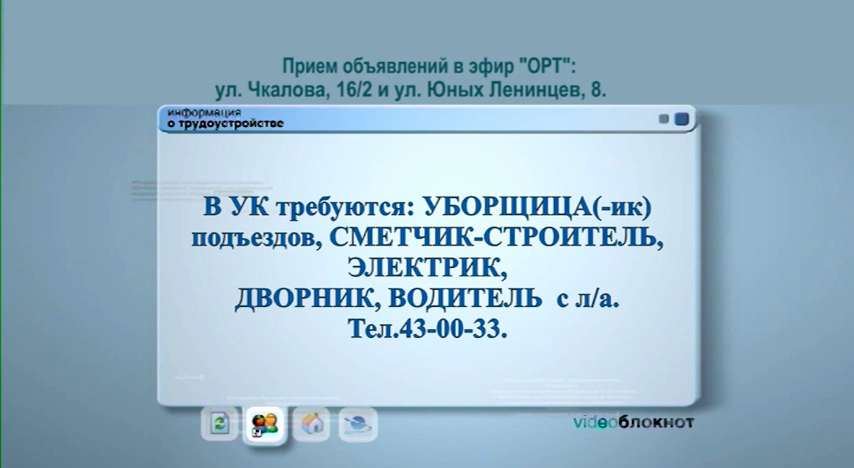 Прием объявлений в эфир "ОРТ":
ул. Чкалова, 16/2 и ул. Юных Ленинцев, 8.
информация
о трудоустройстве
В УК требуются: УБОРЩИЦА(-ик)
подъездов, СМЕТЧИК-СТРОИТЕЛЬ,
ЭЛЕКТРИК,
ДВОРНИК, ВОДИТЕЛЬ с л/а.
Тел.43-00-33.
videoблокнот